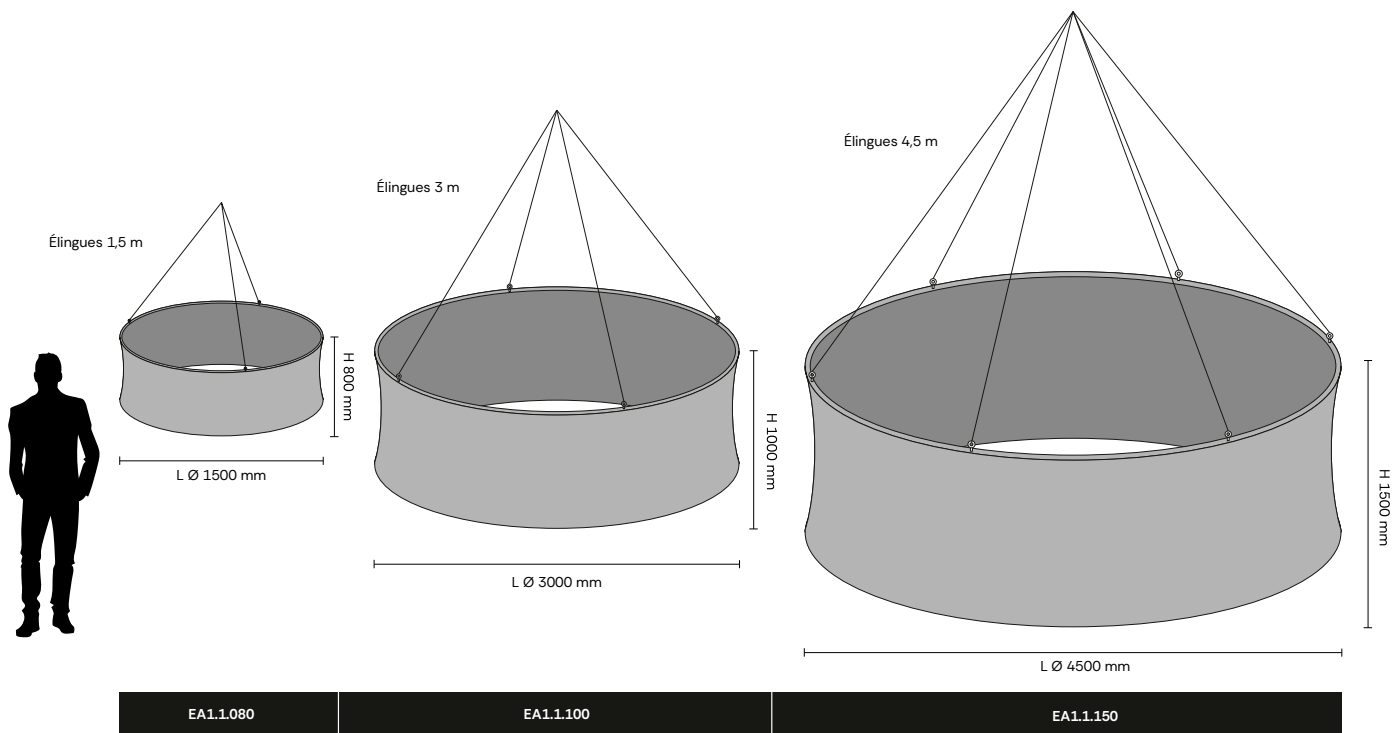 Élingues 1,5 m
H 800 mm
L Ø 1500 mm
Élingues 3 m
H 1000 mm
L Ø 3000 mm
Élingues 4,5 m
H 1500 mm
L Ø 4500 mm
EA1.1.080
EA1.1.100
EA1.1.150